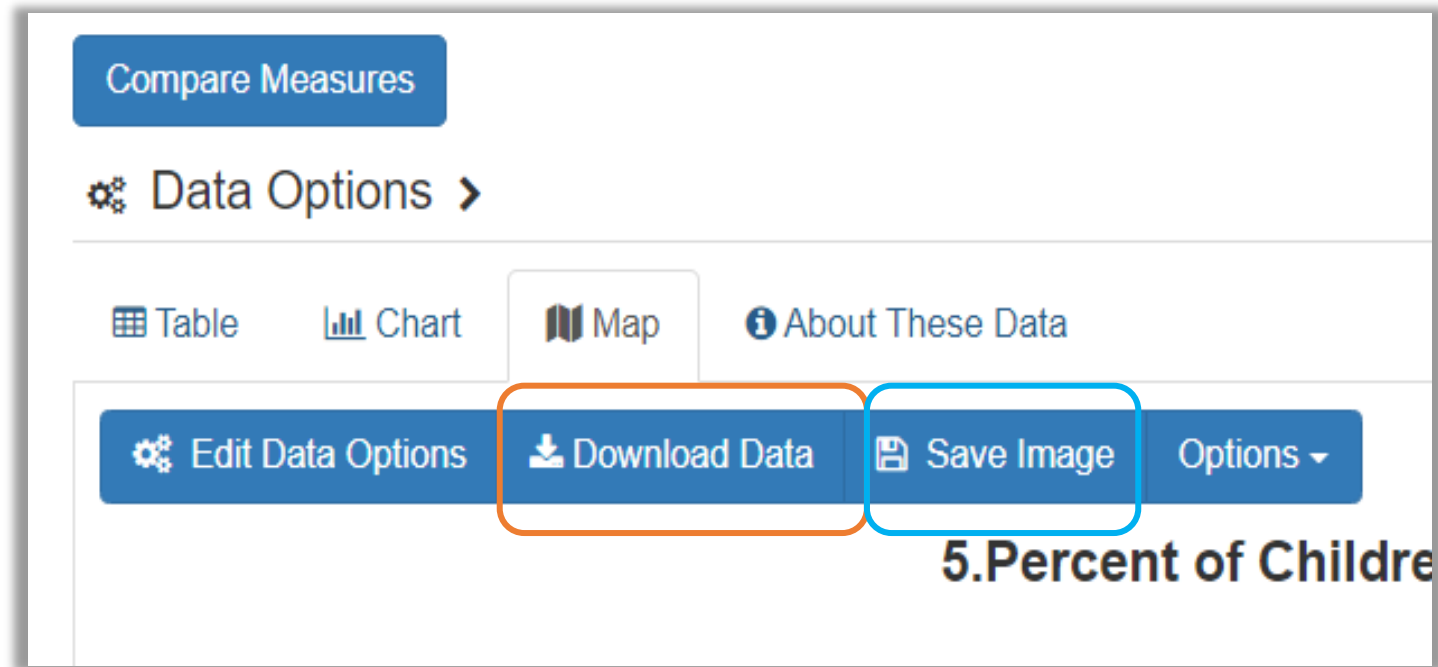 Compare Measures
Data Options
Table Chart Map About These Data
Edit Data Options Download Data Save Image Options
5.Percent of Childre